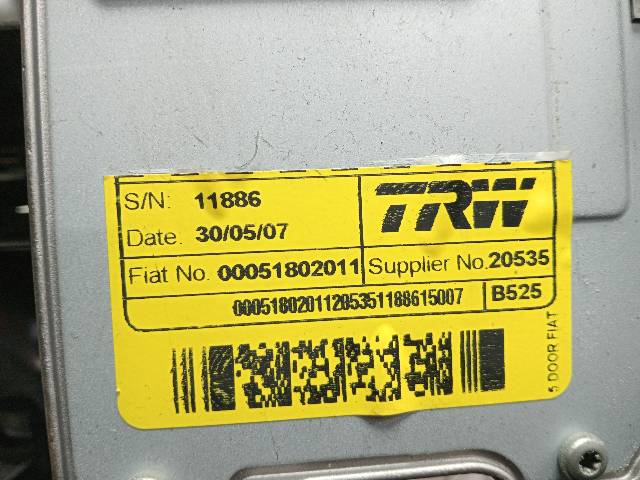 S/N: 11886
TRW
Date. 30/05/07
Fiat No. 00051802011 Supplier No.20535
00051802011205351188615007 B525
5 DOOR FIAT